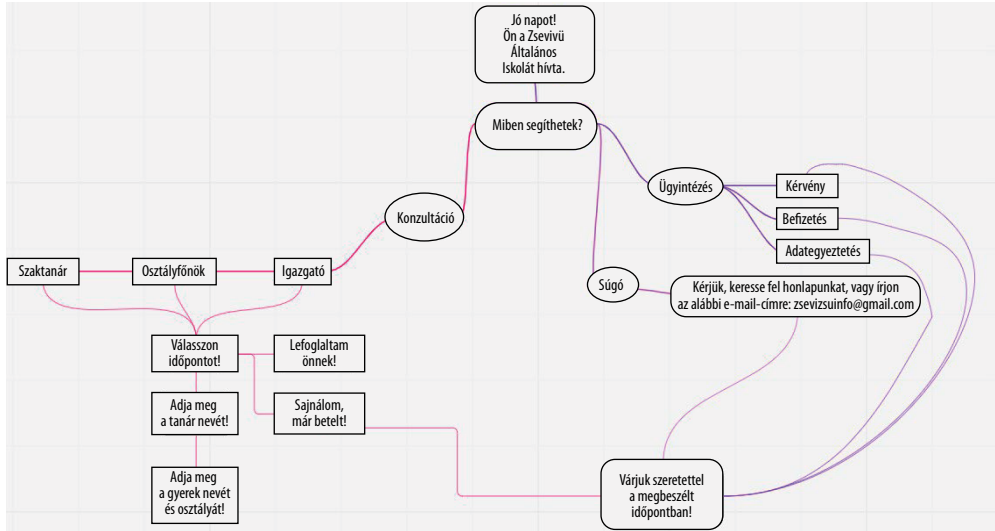 Jó napot!
Ön a Zsevivü
Általános
Iskolát hívta.
Miben segíthetek?
Konzultáció
Ügyintézés
Kérvény
Befizetés
Adategyeztetés
Szaktanár
Osztályfőnök
Igazgató
Súgó
Kérjük, keresse fel honlapunkat, vagy írjon
az alábbi e-mail-címre: zsevizsuinfo@gmail.com
Válasszon
időpontot!
Lefoglaltam
önnek!
Adja meg
a tanár nevét!
Sajnálom,
már betelt!
Adja meg
a gyerek nevét
és osztályát!
Várjuk szeretettel
a megbeszélt
időpontban!